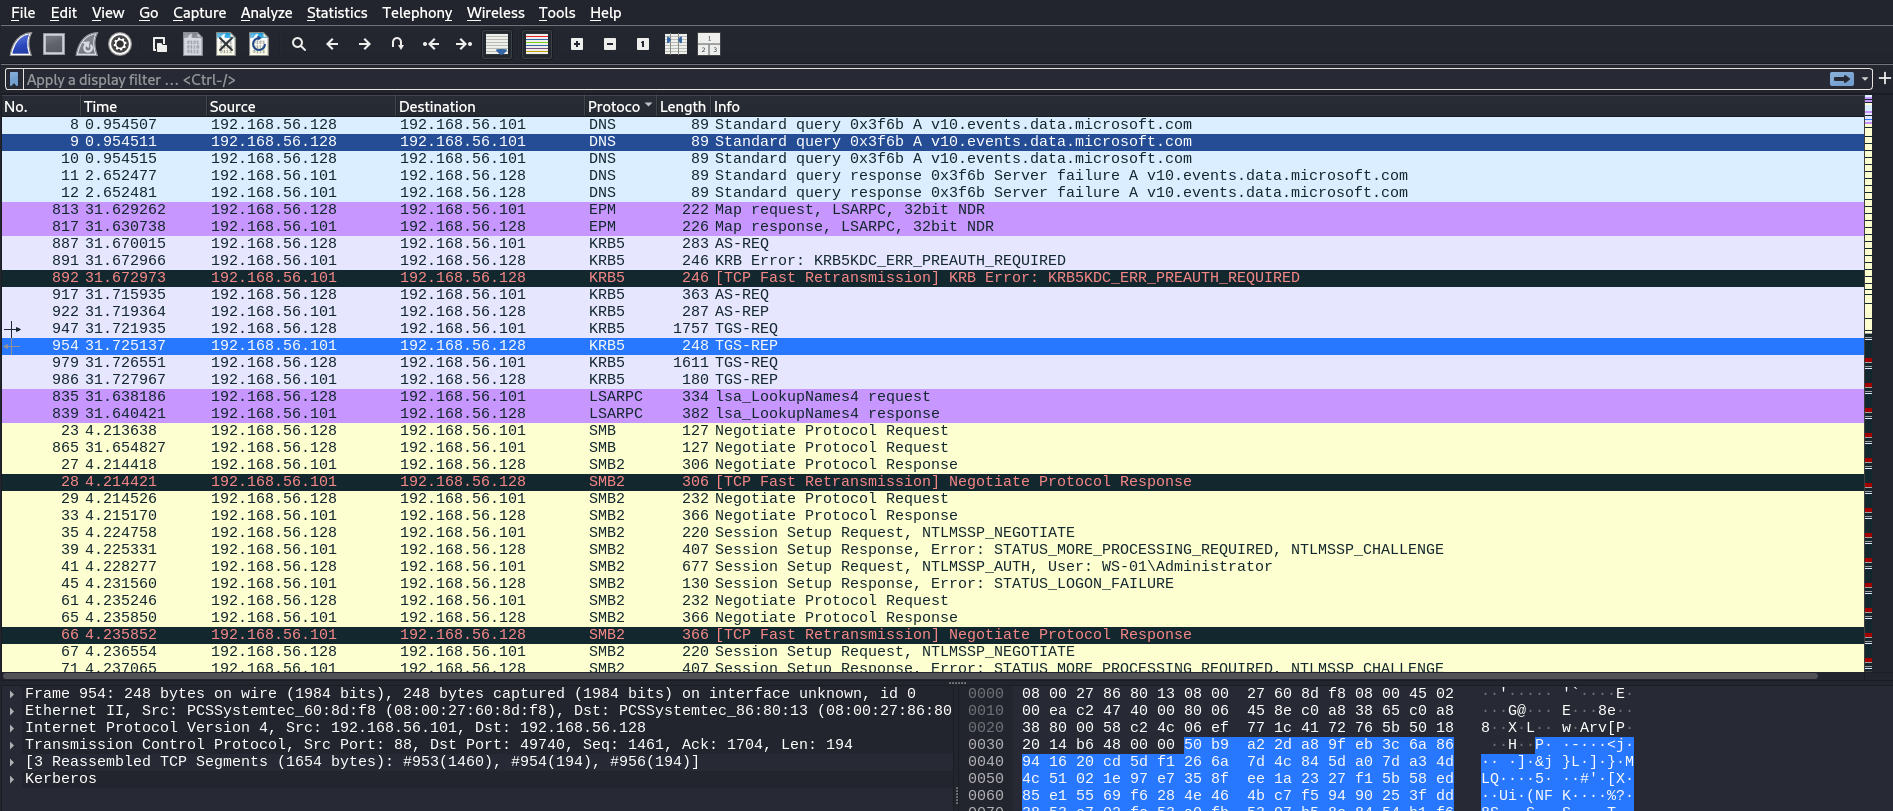 File Edit View Go Capture Analyze Statistics Telephony Wireless Tools Help
Apply a display filter … <Ctrl-/>
No. Time Source Destination Protoco Length Info
8 0.954507 192.168.56.128 192.168.56.101 DNS 89 Standard query 0x3f6b A v10.events.data.microsoft.com
9 0.954511 192.168.56.128 192.168.56.101 DNS 89 Standard query 0x3f6b A v10.events.data.microsoft.com
10 0.954515 192.168.56.128 192.168.56.101 DNS 89 Standard query 0x3f6b A v10.events.data.microsoft.com
11 2.652477 192.168.56.101 192.168.56.128 DNS 89 Standard query response 0x3f6b Server failure A v10.events.data.microsoft.com
12 2.652481 192.168.56.101 192.168.56.128 DNS 89 Standard query response 0x3f6b Server failure A v10.events.data.microsoft.com
813 31.629262 192.168.56.128 192.168.56.101 EPM 222 Map request, LSARPC, 32bit NDR
817 31.630738 192.168.56.101 192.168.56.128 EPM 226 Map response, LSARPC, 32bit NDR
887 31.670015 192.168.56.128 192.168.56.101 KRB5 283 AS-REQ
891 31.672966 192.168.56.101 192.168.56.128 KRB5 246 KRB Error: KRB5KDC_ERR_PREAUTH_REQUIRED
892 31.672973 192.168.56.101 192.168.56.128 KRB5 246 [TCP Fast Retransmission] KRB Error: KRB5KDC_ERR_PREAUTH_REQUIRED
917 31.715935 192.168.56.128 192.168.56.101 KRB5 363 AS-REQ
922 31.719364 192.168.56.101 192.168.56.128 KRB5 287 AS-REP
947 31.721935 192.168.56.128 192.168.56.101 KRB5 1757 TGS-REQ
954 31.725137 192.168.56.101 192.168.56.128 KRB5 248 TGS-REP
979 31.726551 192.168.56.128 192.168.56.101 KRB5 1611 TGS-REQ
986 31.727967 192.168.56.101 192.168.56.128 KRB5 180 TGS-REP
835 31.638186 192.168.56.128 192.168.56.101 LSARPC 334 lsa_LookupNames4 request
839 31.640421 192.168.56.101 192.168.56.128 LSARPC 382 lsa_LookupNames4 response
23 4.213638 192.168.56.128 192.168.56.101 SMB 127 Negotiate Protocol Request
865 31.654827 192.168.56.128 192.168.56.101 SMB 127 Negotiate Protocol Request
27 4.214418 192.168.56.101 192.168.56.128 SMB2 306 Negotiate Protocol Response
28 4.214421 192.168.56.101 192.168.56.128 SMB2 306 [TCP Fast Retransmission] Negotiate Protocol Response
29 4.214526 192.168.56.128 192.168.56.101 SMB2 232 Negotiate Protocol Request
33 4.215170 192.168.56.101 192.168.56.128 SMB2 366 Negotiate Protocol Response
35 4.224758 192.168.56.128 192.168.56.101 SMB2 220 Session Setup Request, NTLMSSP_NEGOTIATE
39 4.225331 192.168.56.101 192.168.56.128 SMB2 407 Session Setup Response, Error: STATUS_MORE_PROCESSING_REQUIRED, NTLMSSP_CHALLENGE
41 4.228277 192.168.56.128 192.168.56.101 SMB2 677 Session Setup Request, NTLMSSP_AUTH, User: WS-01\Administrator
45 4.231560 192.168.56.101 192.168.56.128 SMB2 130 Session Setup Response, Error: STATUS_LOGON_FAILURE
61 4.235246 192.168.56.128 192.168.56.101 SMB2 232 Negotiate Protocol Request
65 4.235850 192.168.56.101 192.168.56.128 SMB2 366 Negotiate Protocol Response
66 4.235852 192.168.56.101 192.168.56.128 SMB2 366 [TCP Fast Retransmission] Negotiate Protocol Response
67 4.236554 192.168.56.128 192.168.56.101 SMB2 220 Session Setup Request, NTLMSSP_NEGOTIATE
71 4.237065 192.168.56.101 192.168.56.128 SMB2 407 Session Setup Response, Error: STATUS_MORE_PROCESSING_REQUIRED, NTLMSSP_CHALLENGE
Frame 954: 248 bytes on wire (1984 bits), 248 bytes captured (1984 bits) on interface unknown, id 0
Ethernet II, Src: PCSSystemtec_60:8d:f8 (08:00:27:60:8d:f8), Dst: PCSSystemtec_86:80:13 (08:00:27:86:80
Internet Protocol Version 4, Src: 192.168.56.101, Dst: 192.168.56.128
Transmission Control Protocol, Src Port: 88, Dst Port: 49740, Seq: 1461, Ack: 1704, Len: 194
[3 Reassembled TCP Segments (1654 bytes): #953(1460), #954(194), #956(194)]
Kerberos
0000 08 00 27 86 80 13 08 00 27 60 8d f8 08 00 45 02 ··'·····'`····E·
0010 00 ea c2 47 40 00 80 06 45 8e c0 a8 38 65 c0 a8 ···G@···E···8e··
0020 38 80 00 58 c2 4c 06 ef 77 1c 41 72 76 5b 50 18 8··X·L··w·Arv[P·
0030 20 14 b6 48 00 00 50 b9 a2 2d a8 9f eb 3c 6a 86 ··H··P··-···<j·
0040 94 16 20 cd 5d f1 26 6a 7d 4c 84 5d a0 7d a3 4d ·· ·]·&j}L·]·}·M
0050 4c 51 02 1e 97 e7 35 8f ee 1a 23 27 f1 5b 58 ed LQ····5···#'·[X·
0060 85 e1 55 69 f6 28 4e 46 4b c7 f5 94 90 25 3f dd ··Ui·(NFK····%?·